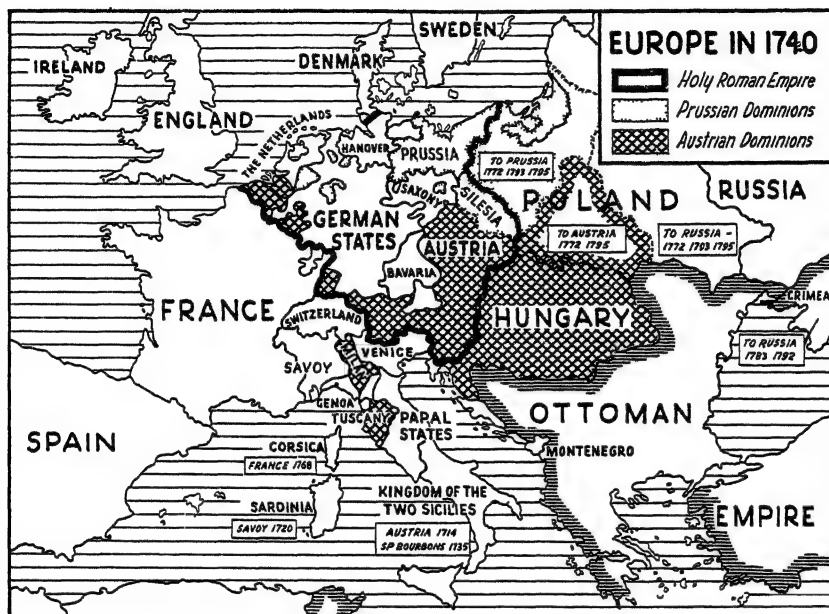 EUROPE IN 1740
Holy Roman Empire
Prussian Dominions
Austrian Dominions
SWEDEN
DENMARK
IRELAND
ENGLAND
THE NETHERLANDS
HANOVER
PRUSSIA
TO PRUSSIA
1772 1793 1795
SAXONY
SILESIA
POLAND
RUSSIA
GERMAN
STATES
AUSTRIA
TO AUSTRIA
1772 1795
TO RUSSIA –
1772 1703 1795
BAVARIA
FRANCE
SWITZERLAND
HUNGARY
CRIMEA
TO RUSSIA
1783 1792
SAVOY
VENICE
GENOA
TUSCANY
PAPAL
STATES
OTTOMAN
EMPIRE
MONTENEGRO
SPAIN
CORSICA
FRANCE 1768
SARDINIA
SAVOY 1720
KINGDOM OF THE
TWO SICILIES
AUSTRIA 1714
SP BOURBONS 1735